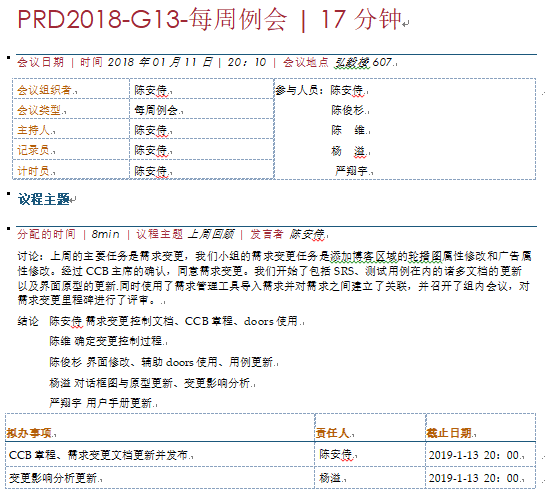 PRD2018-G13-每周例会 | 17 分钟
会议日期 | 时间 2018 年 01 月 11 日 | 20：10 | 会议地点 弘毅楼 607
会议组织者 陈安侍 参与人员：陈安侍
会议类型 每周例会 陈俊杉
主持人 陈安侍 陈 维
记录员 陈安侍 杨 溢
计时员 陈安侍 严翔宇
议程主题
分配的时间 | 8min | 议程主题 上周回顾 | 发言者 陈安侍
讨论：上周的主要任务是需求变更，我们小组的需求变更任务是添加博客区域的轮播图属性修改和广告属
性修改。经过 CCB 主席的确认，同意需求变更。我们开始了包括 SRS、测试用例在内的诸多文档的更新
以及界面原型的更新.同时使用了需求管理工具导入需求并对需求之间建立了关联，并召开了组内会议，对
需求变更里程碑进行了评审。
结论 陈安侍 需求变更控制文档、CCB 章程、doors 使用
陈维 确定变更控制过程
陈俊杉 界面修改、辅助 doors 使用、用例更新
杨溢 对话框图与原型更新、变更影响分析
严翔宇 用户手册更新
拟办事项 责任人 截止日期
CCB 章程、需求变更文档更新并发布 陈安侍 2019-1-13 20：00
变更影响分析更新 杨溢 2019-1-13 20：00